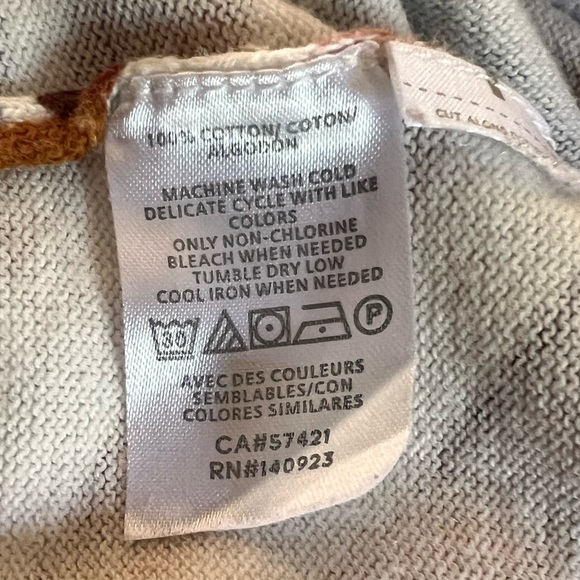 100% COTTON/COTON/
ALGODON
MACHINE WASH COLD
DELICATE CYCLE WITH LIKE
COLORS
ONLY NON-CHLORINE
BLEACH WHEN NEEDED
TUMBLE DRY LOW
COOL IRON WHEN NEEDED
30 P
AVEC DES COULEURS
SEMBLABLES/CON
COLORES SIMILARES
CA#57421
RN#140923
CUT ALONG